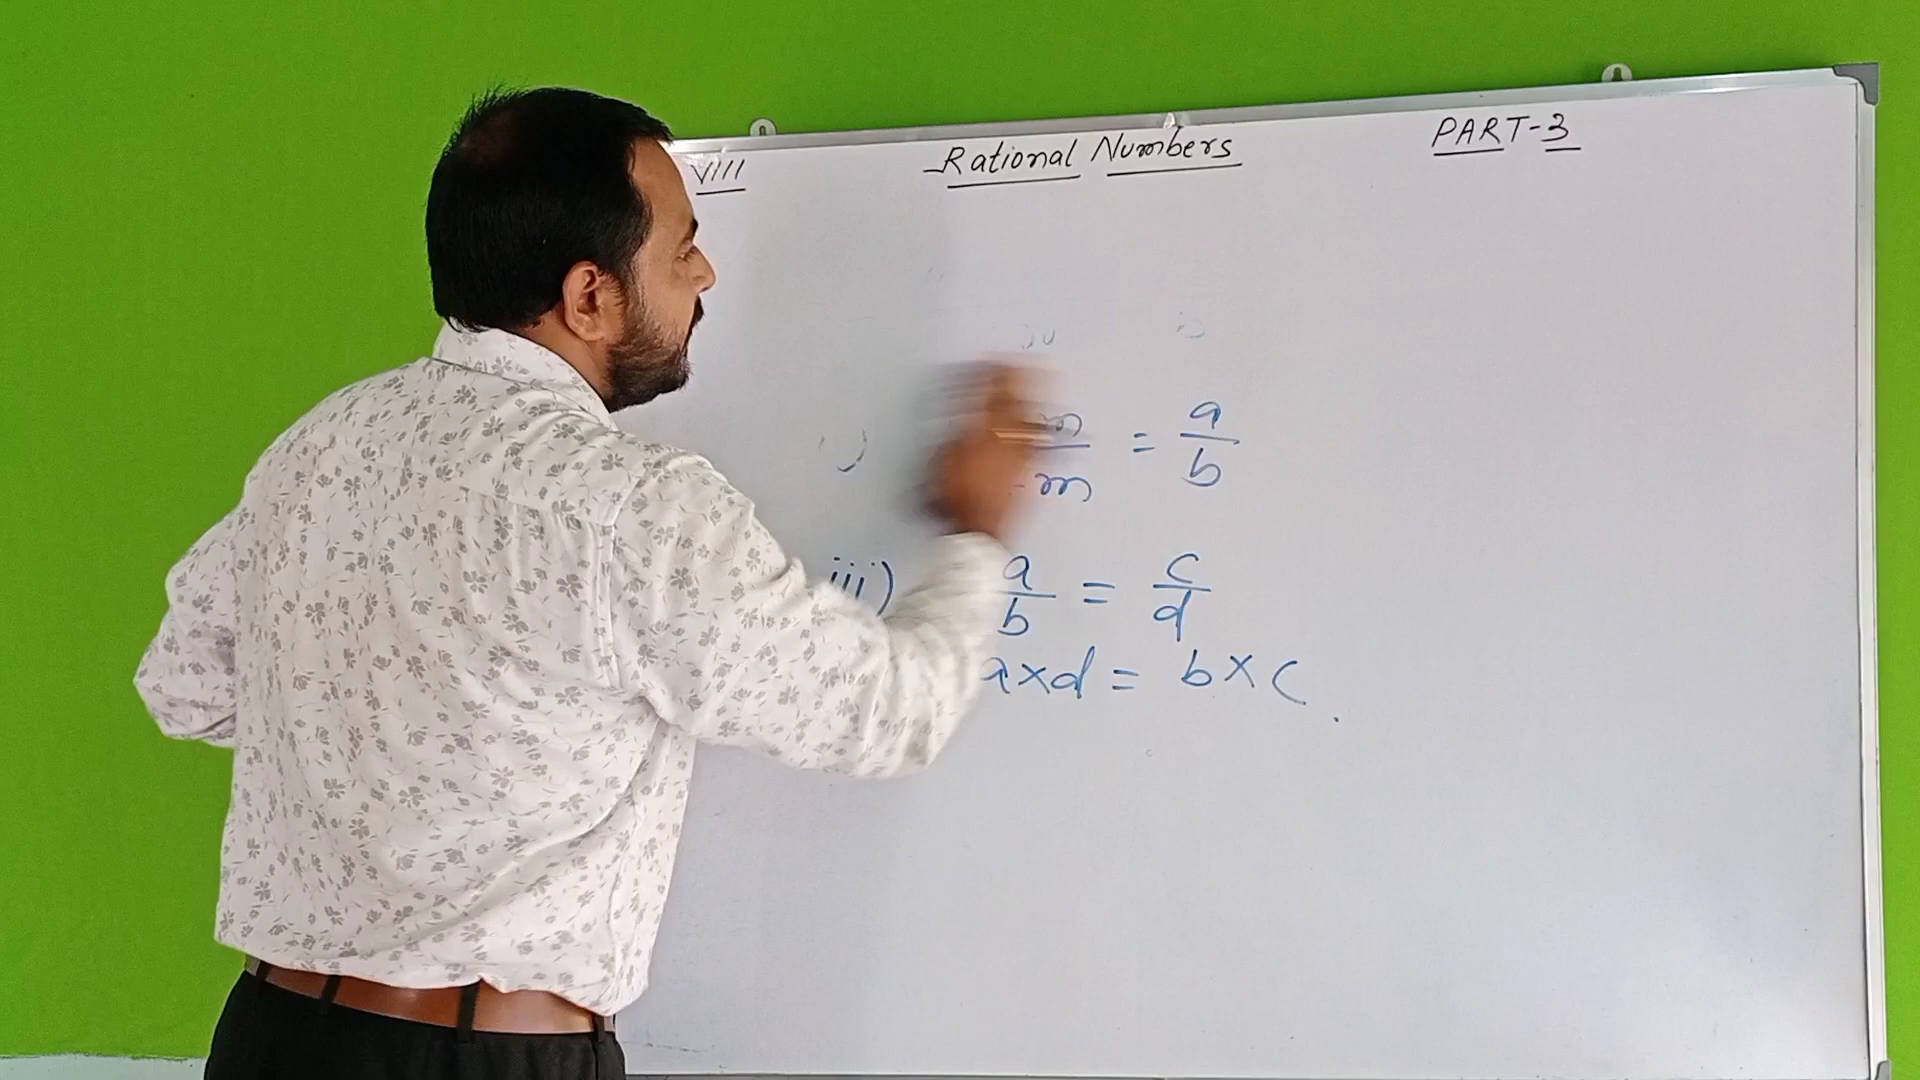 VIII Rational Numbers PART-3
m/m = a/b
iii) a/b = c/d
a×d = b×c.